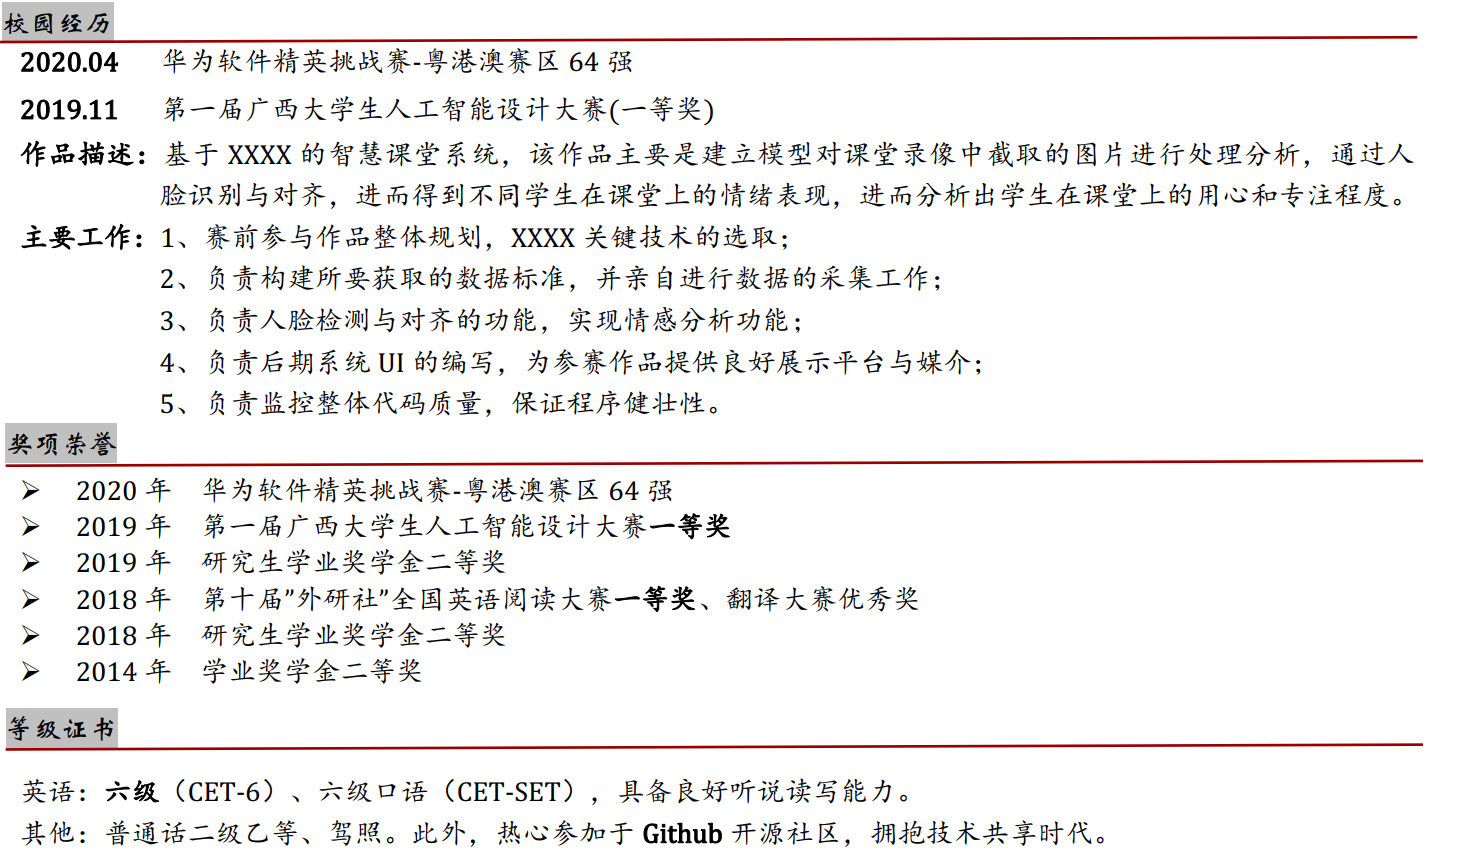 校园经历
2020.04 华为软件精英挑战赛-粤港澳赛区 64 强
2019.11 第一届广西大学生人工智能设计大赛(一等奖)
作品描述：基于 XXXX 的智慧课堂系统，该作品主要是建立模型对课堂录像中截取的图片进行处理分析，通过人
脸识别与对齐，进而得到不同学生在课堂上的情绪表现，进而分析出学生在课堂上的用心和专注程度。
主要工作：1、赛前参与作品整体规划，XXXX 关键技术的选取；
2、负责构建所要获取的数据标准，并亲自进行数据的采集工作；
3、负责人脸检测与对齐的功能，实现情感分析功能；
4、负责后期系统 UI 的编写，为参赛作品提供良好展示平台与媒介；
5、负责监控整体代码质量，保证程序健壮性。
奖项荣誉
➢ 2020 年 华为软件精英挑战赛-粤港澳赛区 64 强
➢ 2019 年 第一届广西大学生人工智能设计大赛一等奖
➢ 2019 年 研究生学业奖学金二等奖
➢ 2018 年 第十届”外研社”全国英语阅读大赛一等奖、翻译大赛优秀奖
➢ 2018 年 研究生学业奖学金二等奖
➢ 2014 年 学业奖学金二等奖
等级证书
英语：六级（CET-6）、六级口语（CET-SET），具备良好听说读写能力。
其他：普通话二级乙等、驾照。此外，热心参加于 Github 开源社区，拥抱技术共享时代。